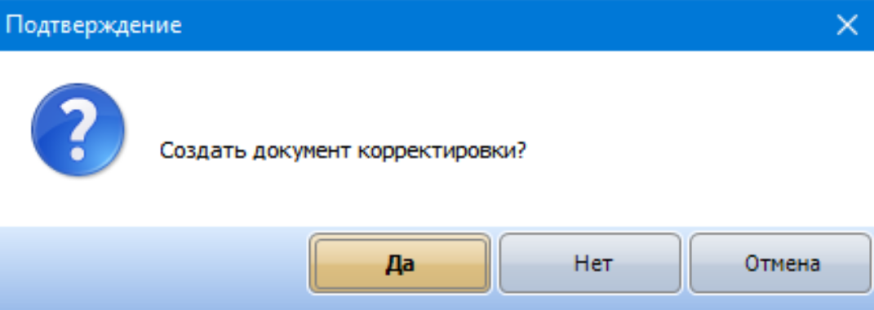 Подтверждение
Создать документ корректировки?
Да Нет Отмена